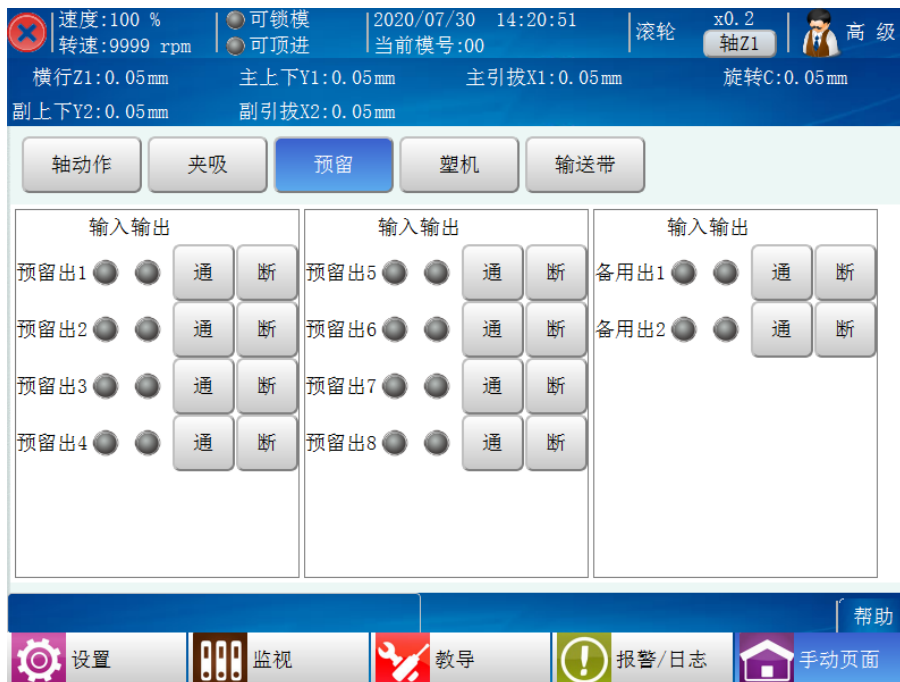 速度:100 % 可锁模 2020/07/30 14:20:51 滚轮 x0.2 高 级
转速:9999 rpm 可顶进 当前模号:00 轴Z1
横行Z1:0.05mm 主上下Y1:0.05mm 主引拔X1:0.05mm 旋转C:0.05mm
副上下Y2:0.05mm 副引拔X2:0.05mm
轴动作 夹吸 预留 塑机 输送带
输入输出 输入输出 输入输出
预留出1 通 断 预留出5 通 断 备用出1 通 断
预留出2 通 断 预留出6 通 断 备用出2 通 断
预留出3 通 断 预留出7 通 断
预留出4 通 断 预留出8 通 断
帮助
设置 监视 教导 报警/日志 手动页面